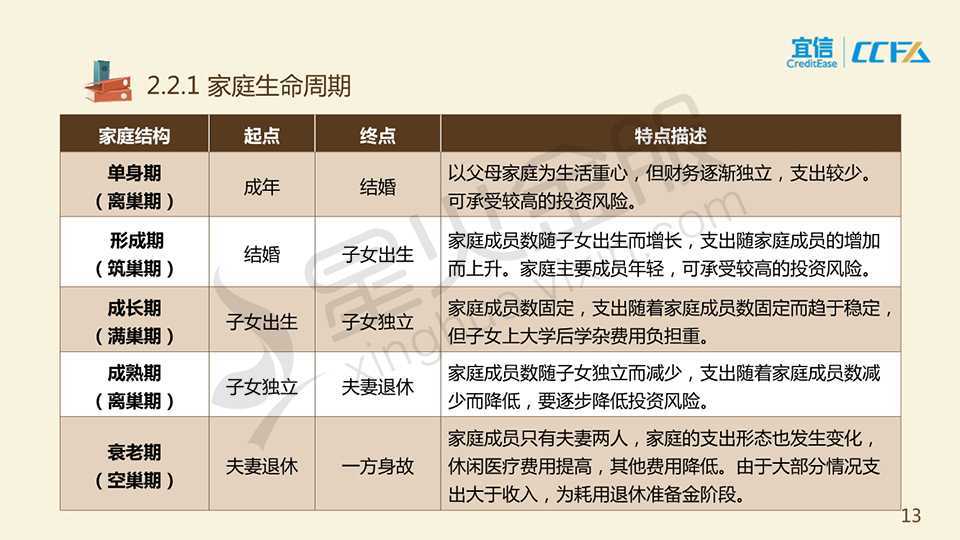 宜信
CreditEase
CCFA
2.2.1 家庭生命周期
家庭结构 起点 终点 特点描述
单身期
（离巢期）
成年 结婚
以父母家庭为生活重心，但财务逐渐独立，支出较少。
可承受较高的投资风险。
形成期
（筑巢期）
结婚 子女出生
家庭成员数随子女出生而增长，支出随家庭成员的增加
而上升。家庭主要成员年轻，可承受较高的投资风险。
成长期
（满巢期）
子女出生 子女独立
家庭成员数固定，支出随着家庭成员数固定而趋于稳定，
但子女上大学后学杂费用负担重。
成熟期
（离巢期）
子女独立 夫妻退休
家庭成员数随子女独立而减少，支出随着家庭成员数减
少而降低，要逐步降低投资风险。
衰老期
（空巢期）
夫妻退休 一方身故
家庭成员只有夫妻两人，家庭的支出形态也发生变化，
休闲医疗费用提高，其他费用降低。由于大部分情况支
出大于收入，为耗用退休准备金阶段。
星火金服
xinghuo.yixin.com
13